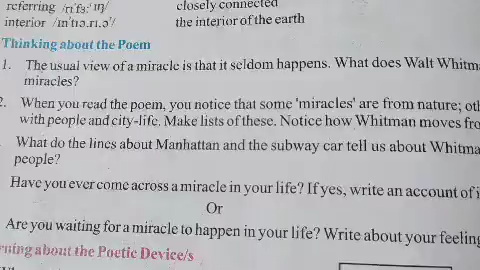 referring /rɪˈfɜːˈɪŋ/ closely connected
interior /ɪnˈtɪə.rɪ.əʳ/ the interior of the earth
Thinking about the Poem
1. The usual view of a miracle is that it seldom happens. What does Walt Whitm
miracles?
2. When you read the poem, you notice that some 'miracles' are from nature; oth
with people and city-life. Make lists of these. Notice how Whitman moves fro
What do the lines about Manhattan and the subway car tell us about Whitma
people?
Have you ever come across a miracle in your life? If yes, write an account of i
Or
Are you waiting for a miracle to happen in your life? Write about your feeling
rning about the Poetic Device/s